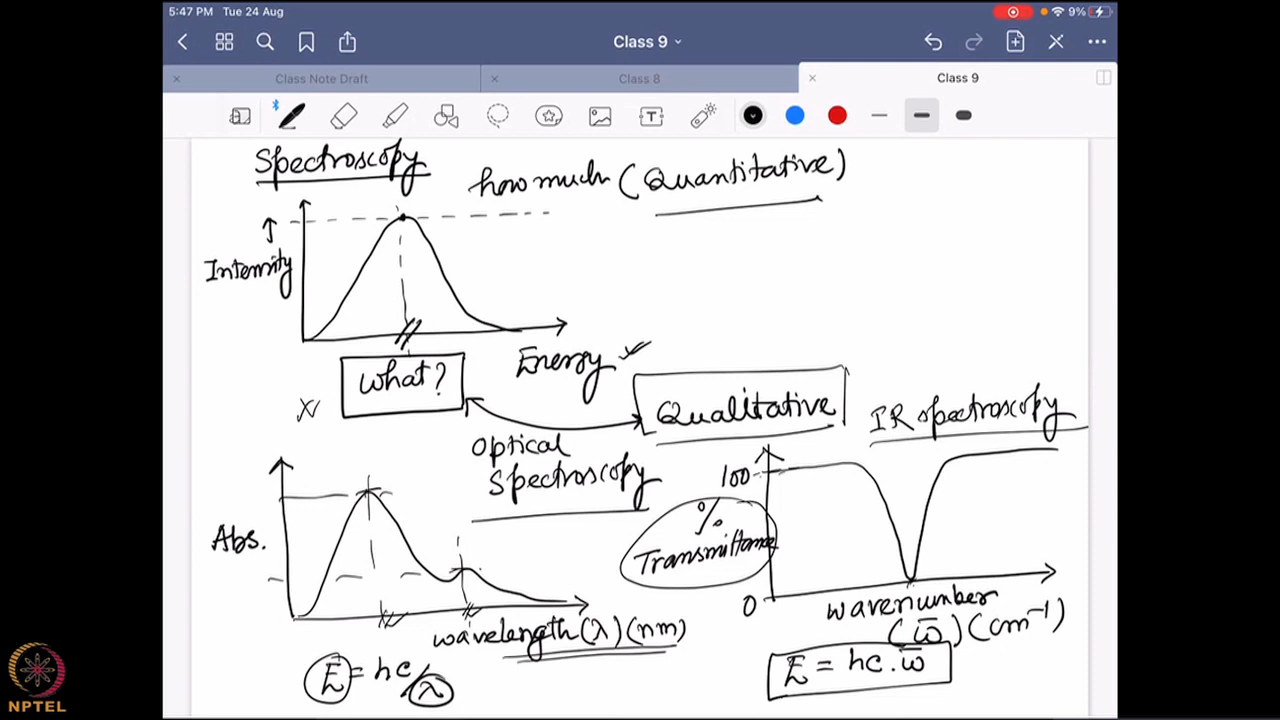 5:47 PM Tue 24 Aug
9%
Class 9
Class Note Draft
Class 8
Class 9
T
Spectroscopy
how much (Quantitative)
Intensity
Energy
What?
Qualitative
Optical
Spectroscopy
IR spectroscopy
Abs.
wavelength (λ) (nm)
E = hc/λ
100
%
Transmittance
0
wavenumber
(ω̅) (cm⁻¹)
E = hc.ω̅
NPTEL